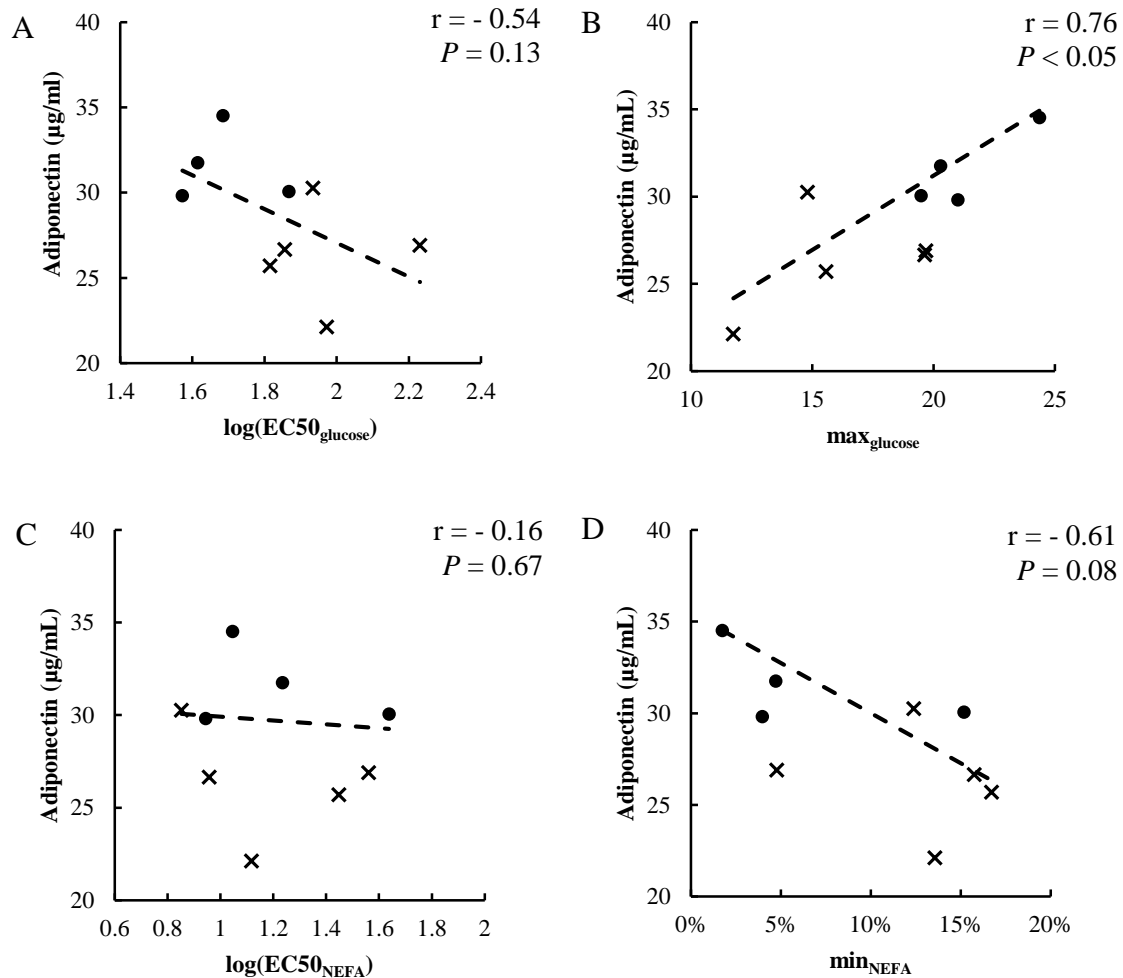 A
r = - 0.54
P = 0.13
Adiponectin (µg/ml)
40
35
30
25
20
1.4 1.6 1.8 2 2.2 2.4
log(EC50glucose)
B
r = 0.76
P < 0.05
Adiponectin (µg/mL)
40
35
30
25
20
10 15 20 25
maxglucose
C
r = - 0.16
P = 0.67
Adiponectin (µg/mL)
40
35
30
25
20
0.6 0.8 1 1.2 1.4 1.6 1.8 2
log(EC50NEFA)
D
r = - 0.61
P = 0.08
Adiponectin (µg/mL)
40
35
30
25
20
0% 5% 10% 15% 20%
minNEFA